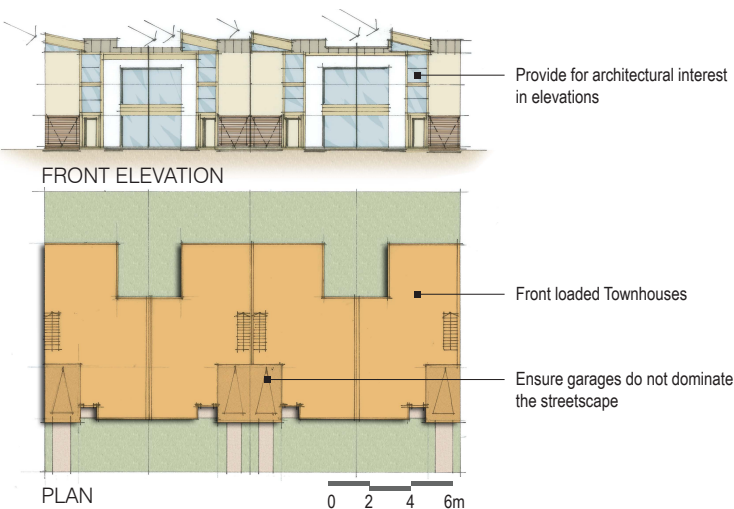 Provide for architectural interest
in elevations
FRONT ELEVATION
Front loaded Townhouses
Ensure garages do not dominate
the streetscape
PLAN
0 2 4 6m